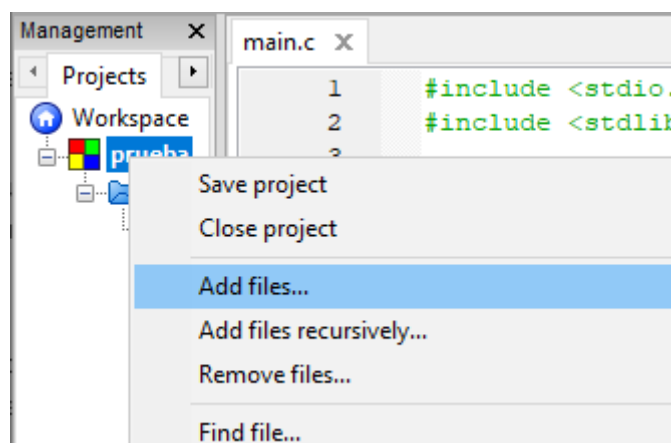 Management
main.c
Projects
1 #include <stdio.
2 #include <stdlib
Workspace
prueba
Save project
Close project
Add files...
Add files recursively...
Remove files...
Find file...